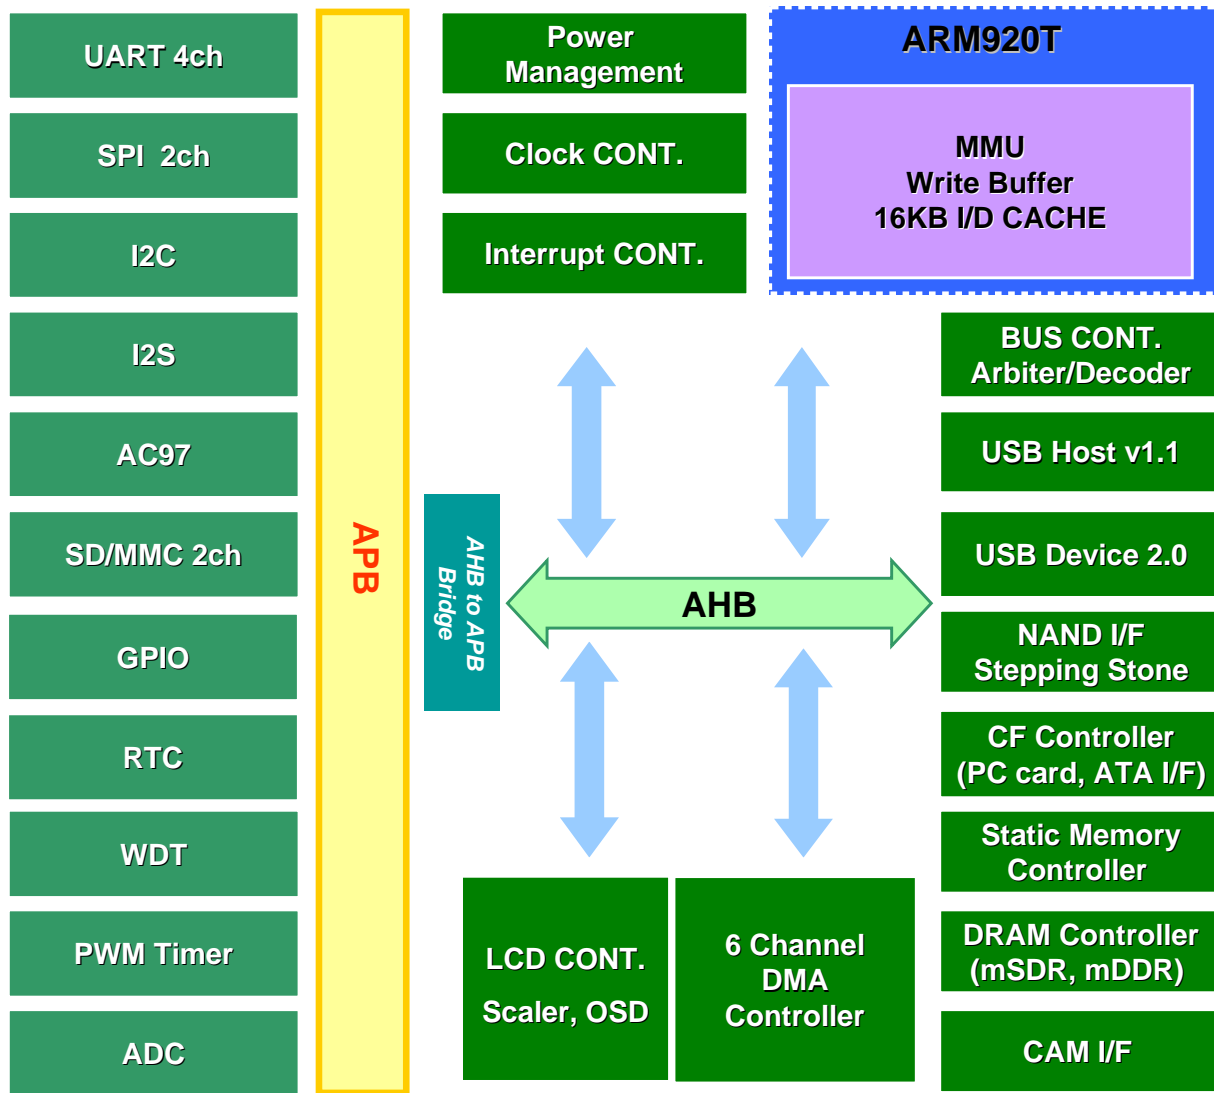 UART 4ch
SPI  2ch
I2C
I2S
AC97
SD/MMC 2ch
GPIO
RTC
WDT
PWM Timer
ADC
APB
AHB to APB
Bridge
Power
Management
Clock CONT.
Interrupt CONT.
ARM920T
MMU
Write Buffer
16KB I/D CACHE
AHB
BUS CONT.
Arbiter/Decoder
USB Host v1.1
USB Device 2.0
NAND I/F
Stepping Stone
CF Controller
(PC card, ATA I/F)
Static Memory
Controller
DRAM Controller
(mSDR, mDDR)
CAM I/F
LCD CONT.
Scaler, OSD
6 Channel
DMA
Controller